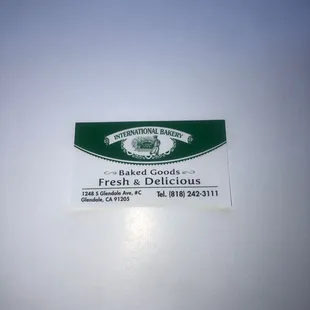 INTERNATIONAL BAKERY
Baked Goods
Fresh & Delicious
1248 S Glendale Ave, #C
Tel. (818) 242-3111
Glendale, CA 91205